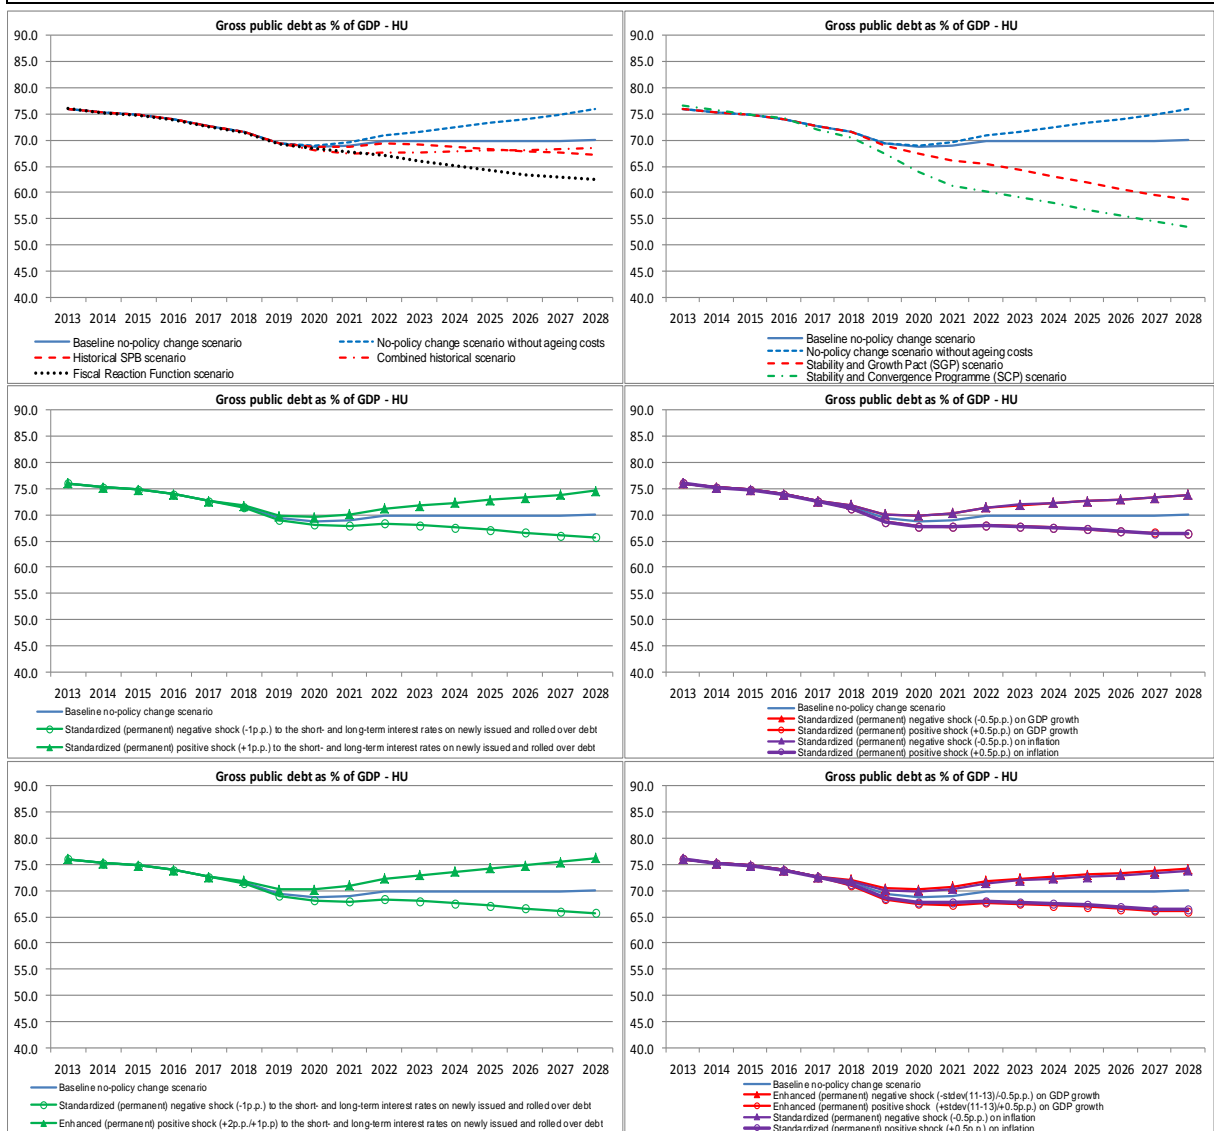 Gross public debt as % of GDP - HU
90.0
85.0
80.0
75.0
70.0
65.0
60.0
55.0
50.0
45.0
40.0
2013 2014 2015 2016 2017 2018 2019 2020 2021 2022 2023 2024 2025 2026 2027 2028
Baseline no-policy change scenario
No-policy change scenario without ageing costs
Historical SPB scenario
Combined historical scenario
Fiscal Reaction Function scenario
Gross public debt as % of GDP - HU
90.0
85.0
80.0
75.0
70.0
65.0
60.0
55.0
50.0
45.0
40.0
2013 2014 2015 2016 2017 2018 2019 2020 2021 2022 2023 2024 2025 2026 2027 2028
Baseline no-policy change scenario
No-policy change scenario without ageing costs
Stability and Growth Pact (SGP) scenario
Stability and Convergence Programme (SCP) scenario
Gross public debt as % of GDP - HU
90.0
85.0
80.0
75.0
70.0
65.0
60.0
55.0
50.0
45.0
40.0
2013 2014 2015 2016 2017 2018 2019 2020 2021 2022 2023 2024 2025 2026 2027 2028
Baseline no-policy change scenario
Standardized (permanent) negative shock (-1p.p.) to the short- and long-term interest rates on newly issued and rolled over debt
Standardized (permanent) positive shock (+1p.p.) to the short- and long-term interest rates on newly issued and rolled over debt
Gross public debt as % of GDP - HU
90.0
85.0
80.0
75.0
70.0
65.0
60.0
55.0
50.0
45.0
40.0
2013 2014 2015 2016 2017 2018 2019 2020 2021 2022 2023 2024 2025 2026 2027 2028
Baseline no-policy change scenario
Standardized (permanent) negative shock (-0.5p.p.) on GDP growth
Standardized (permanent) positive shock (+0.5p.p.) on GDP growth
Standardized (permanent) negative shock (-0.5p.p.) on inflation
Standardized (permanent) positive shock (+0.5p.p.) on inflation
Gross public debt as % of GDP - HU
90.0
85.0
80.0
75.0
70.0
65.0
60.0
55.0
50.0
45.0
40.0
2013 2014 2015 2016 2017 2018 2019 2020 2021 2022 2023 2024 2025 2026 2027 2028
Baseline no-policy change scenario
Standardized (permanent) negative shock (-1p.p.) to the short- and long-term interest rates on newly issued and rolled over debt
Enhanced (permanent) positive shock (+2p.p./+1p.p) to the short- and long-term interest rates on newly issued and rolled over debt
Gross public debt as % of GDP - HU
90.0
85.0
80.0
75.0
70.0
65.0
60.0
55.0
50.0
45.0
40.0
2013 2014 2015 2016 2017 2018 2019 2020 2021 2022 2023 2024 2025 2026 2027 2028
Baseline no-policy change scenario
Enhanced (permanent) negative shock (-stdev(11-13)/-0.5p.p.) on GDP growth
Enhanced (permanent) positive shock (+stdev(11-13)/+0.5p.p.) on GDP growth
Standardized (permanent) negative shock (-0.5p.p.) on inflation
Standardized (permanent) positive shock (+0.5p.p.) on inflation